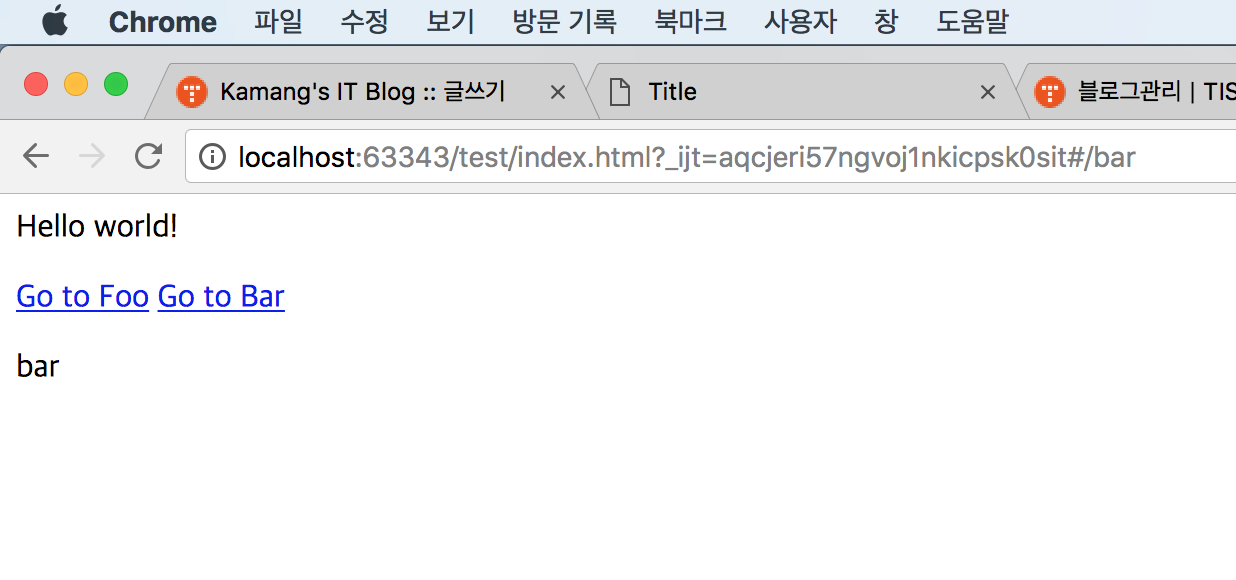 Chrome 파일 수정 보기 방문 기록 북마크 사용자 창 도움말
Kamang's IT Blog :: 글쓰기 Title 블로그관리 | TIS
localhost:63343/test/index.html?_ijt=aqcjeri57ngvoj1nkicpsk0sit#/bar
Hello world!
Go to Foo Go to Bar
bar